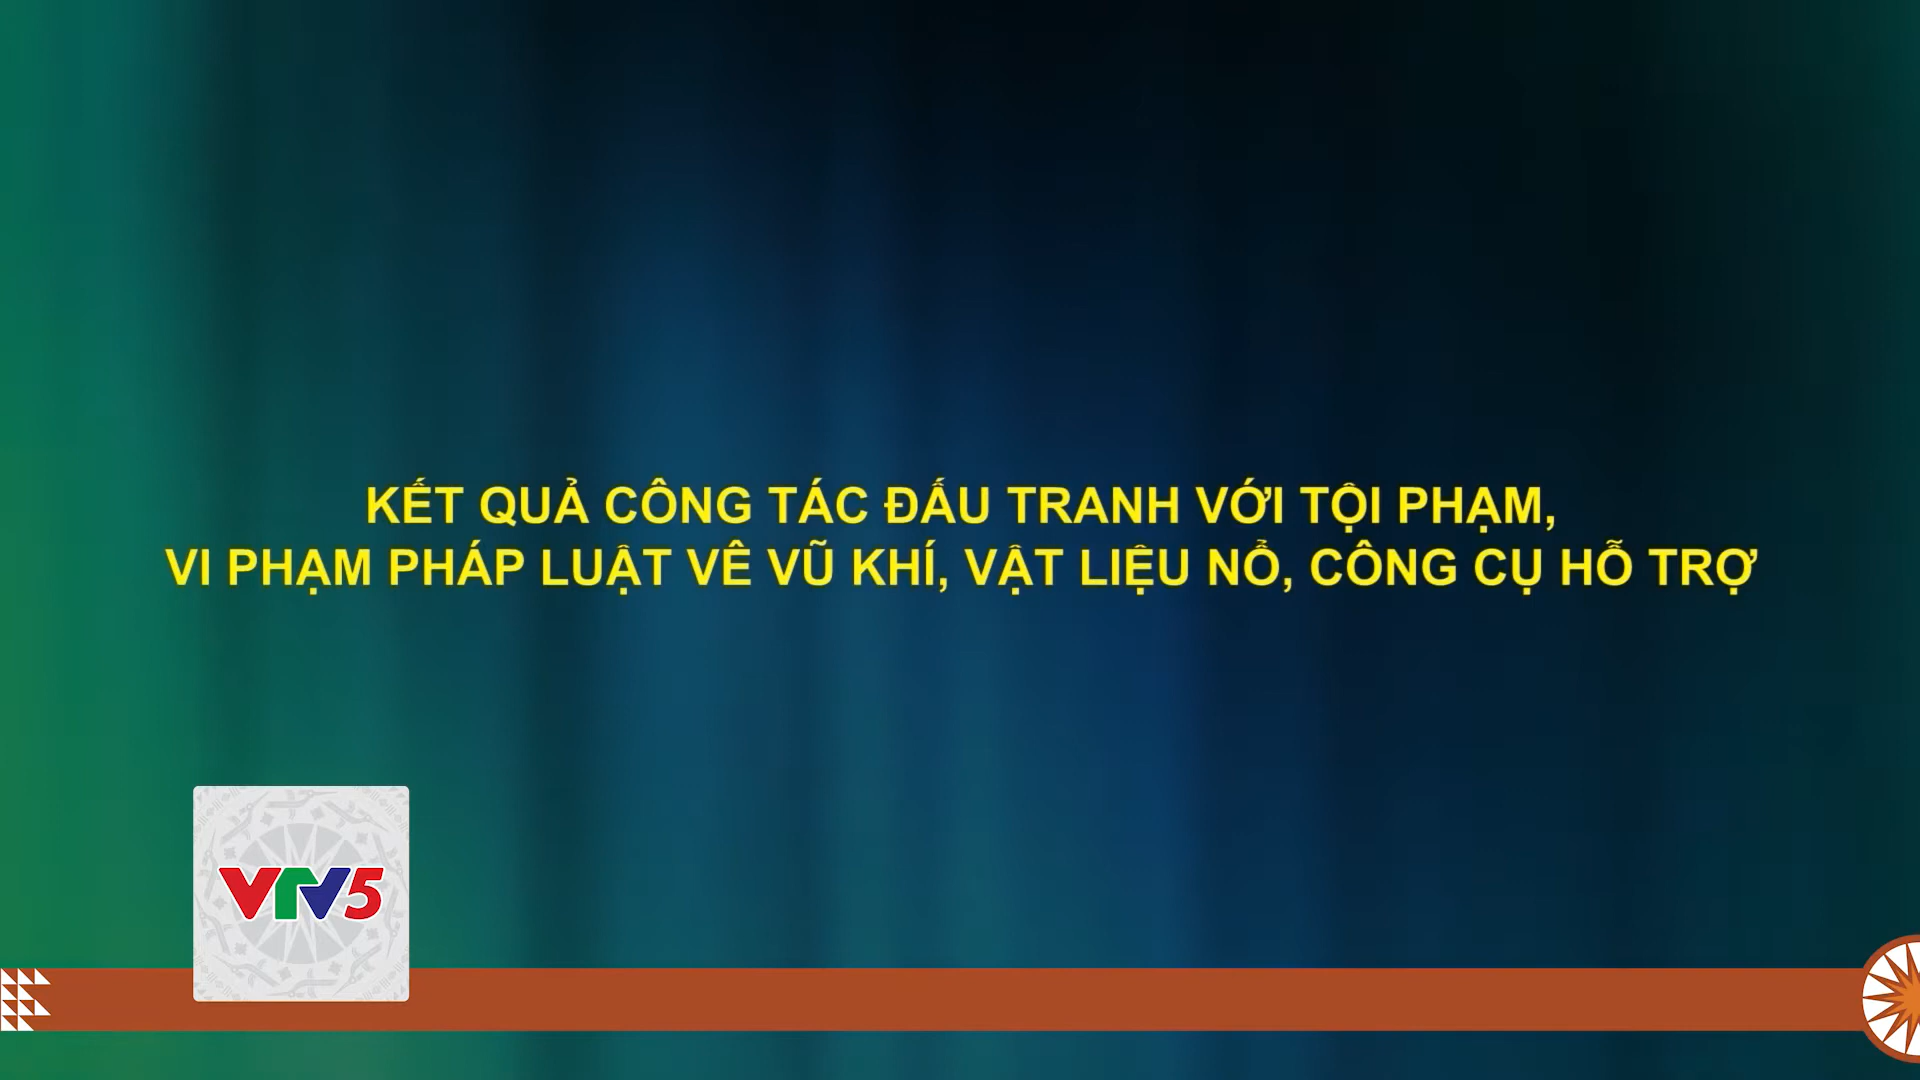 KẾT QUẢ CÔNG TÁC ĐẤU TRANH VỚI TỘI PHẠM,
VI PHẠM PHÁP LUẬT VÊ VŨ KHÍ, VẬT LIỆU NỔ, CÔNG CỤ HỖ TRỢ
VTV5